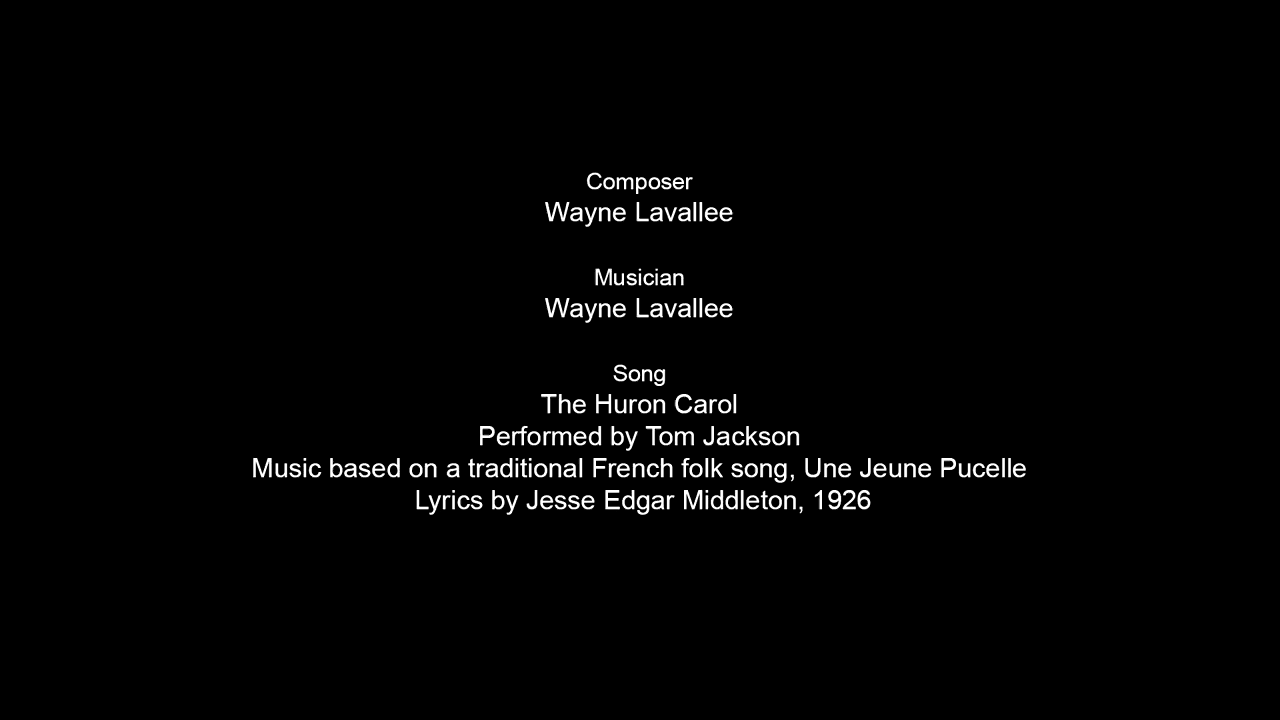 Composer
Wayne Lavallee
Musician
Wayne Lavallee
Song
The Huron Carol
Performed by Tom Jackson
Music based on a traditional French folk song, Une Jeune Pucelle
Lyrics by Jesse Edgar Middleton, 1926